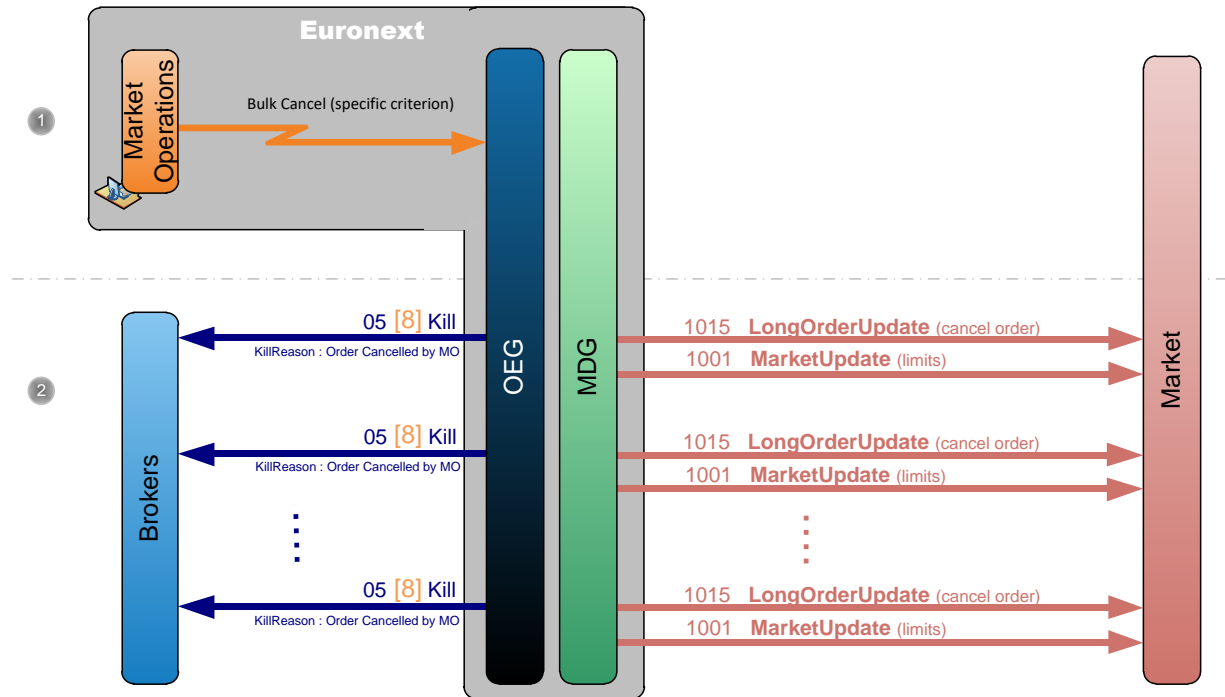 Euronext
1
Market Operations
Bulk Cancel (specific criterion)
OEG
MDG
Market
2
Brokers
05 [8] Kill
KillReason : Order Cancelled by MO
1015 LongOrderUpdate (cancel order)
1001 MarketUpdate (limits)
05 [8] Kill
KillReason : Order Cancelled by MO
1015 LongOrderUpdate (cancel order)
1001 MarketUpdate (limits)
....
....
05 [8] Kill
KillReason : Order Cancelled by MO
1015 LongOrderUpdate (cancel order)
1001 MarketUpdate (limits)